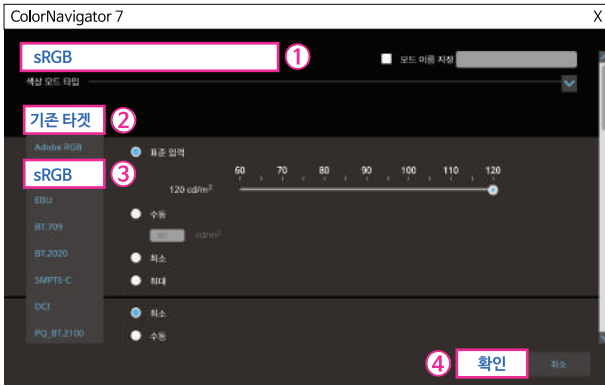 ColorNavigator 7 X
sRGB ① 모드 이름 지정
색상 모드 타입
기존 타겟 ②
Adobe RGB 표준 입력
sRGB ③ 60 70 80 90 100 110 120
120 cd/m²
EBU 수동
BT.709 cd/m²
BT.2020 최소
SMPTE-C 최대
DCI 최소
PQ_BT.2100 수동
④ 확인 취소